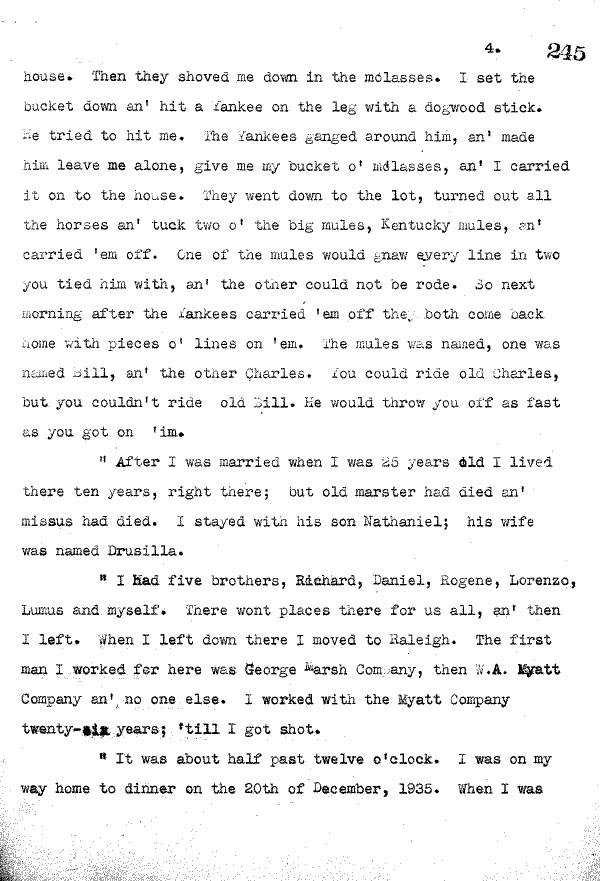 4. 245
house. Then they shoved me down in the molasses. I set the
bucket down an' hit a Yankee on the leg with a dogwood stick.
He tried to hit me. The Yankees ganged around him, an' made
him leave me alone, give me my bucket o' molasses, an' I carried
it on to the house. They went down to the lot, turned out all
the horses an' tuck two o' the big mules, Kentucky mules, an'
carried 'em off. One of the mules would gnaw every line in two
you tied him with, an' the other could not be rode. So next
morning after the Yankees carried 'em off they both come back
home with pieces o' lines on 'em. The mules was named, one was
named Bill, an' the other Charles. You could ride old Charles,
but you couldn't ride old Bill. He would throw you off as fast
as you got on 'im.
" After I was married when I was 25 years old I lived
there ten years, right there; but old marster had died an'
missus had died. I stayed with his son Nathaniel; his wife
was named Drusilla.
" I had five brothers, Richard, Daniel, Rogene, Lorenzo,
Lumus and myself. There wont places there for us all, an' then
I left. When I left down there I moved to Raleigh. The first
man I worked for here was George Marsh Company, then W.A. Myatt
Company an' no one else. I worked with the Myatt Company
twenty-six years; 'till I got shot.
" It was about half past twelve o'clock. I was on my
way home to dinner on the 20th of December, 1935. When I was